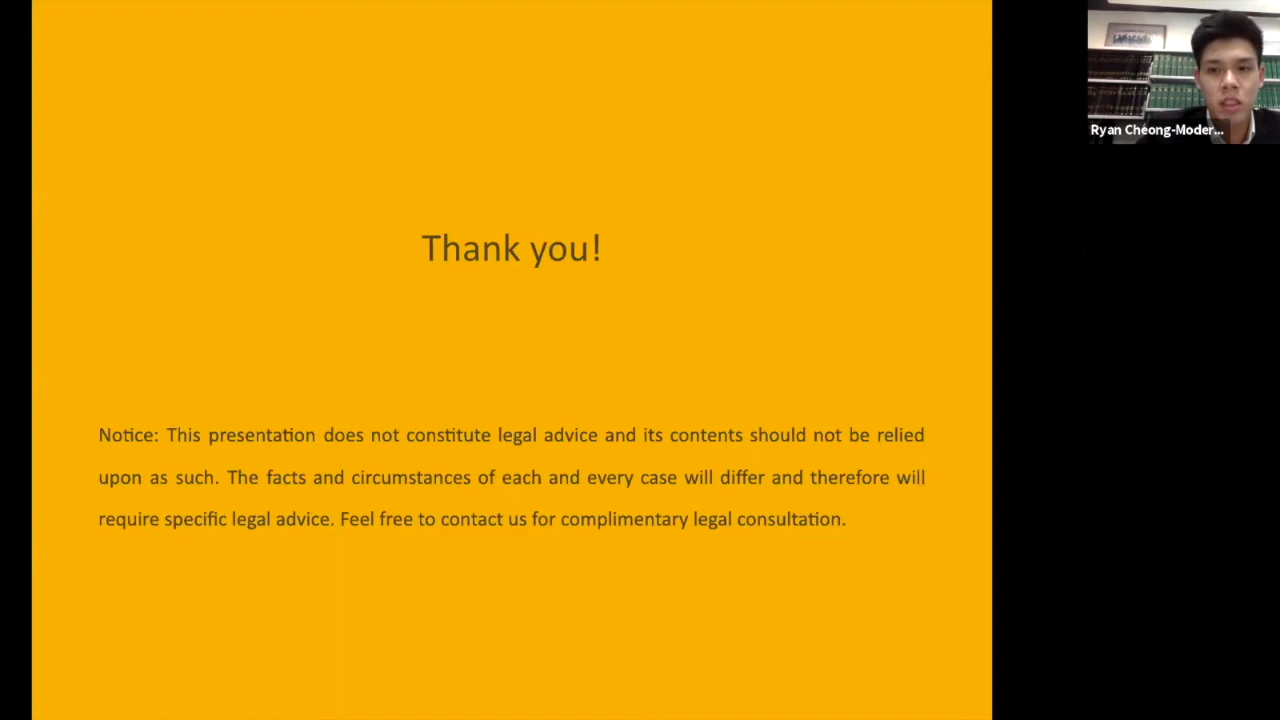 Thank you!
Notice: This presentation does not constitute legal advice and its contents should not be relied
upon as such. The facts and circumstances of each and every case will differ and therefore will
require specific legal advice. Feel free to contact us for complimentary legal consultation.
Ryan Cheong-Moder...